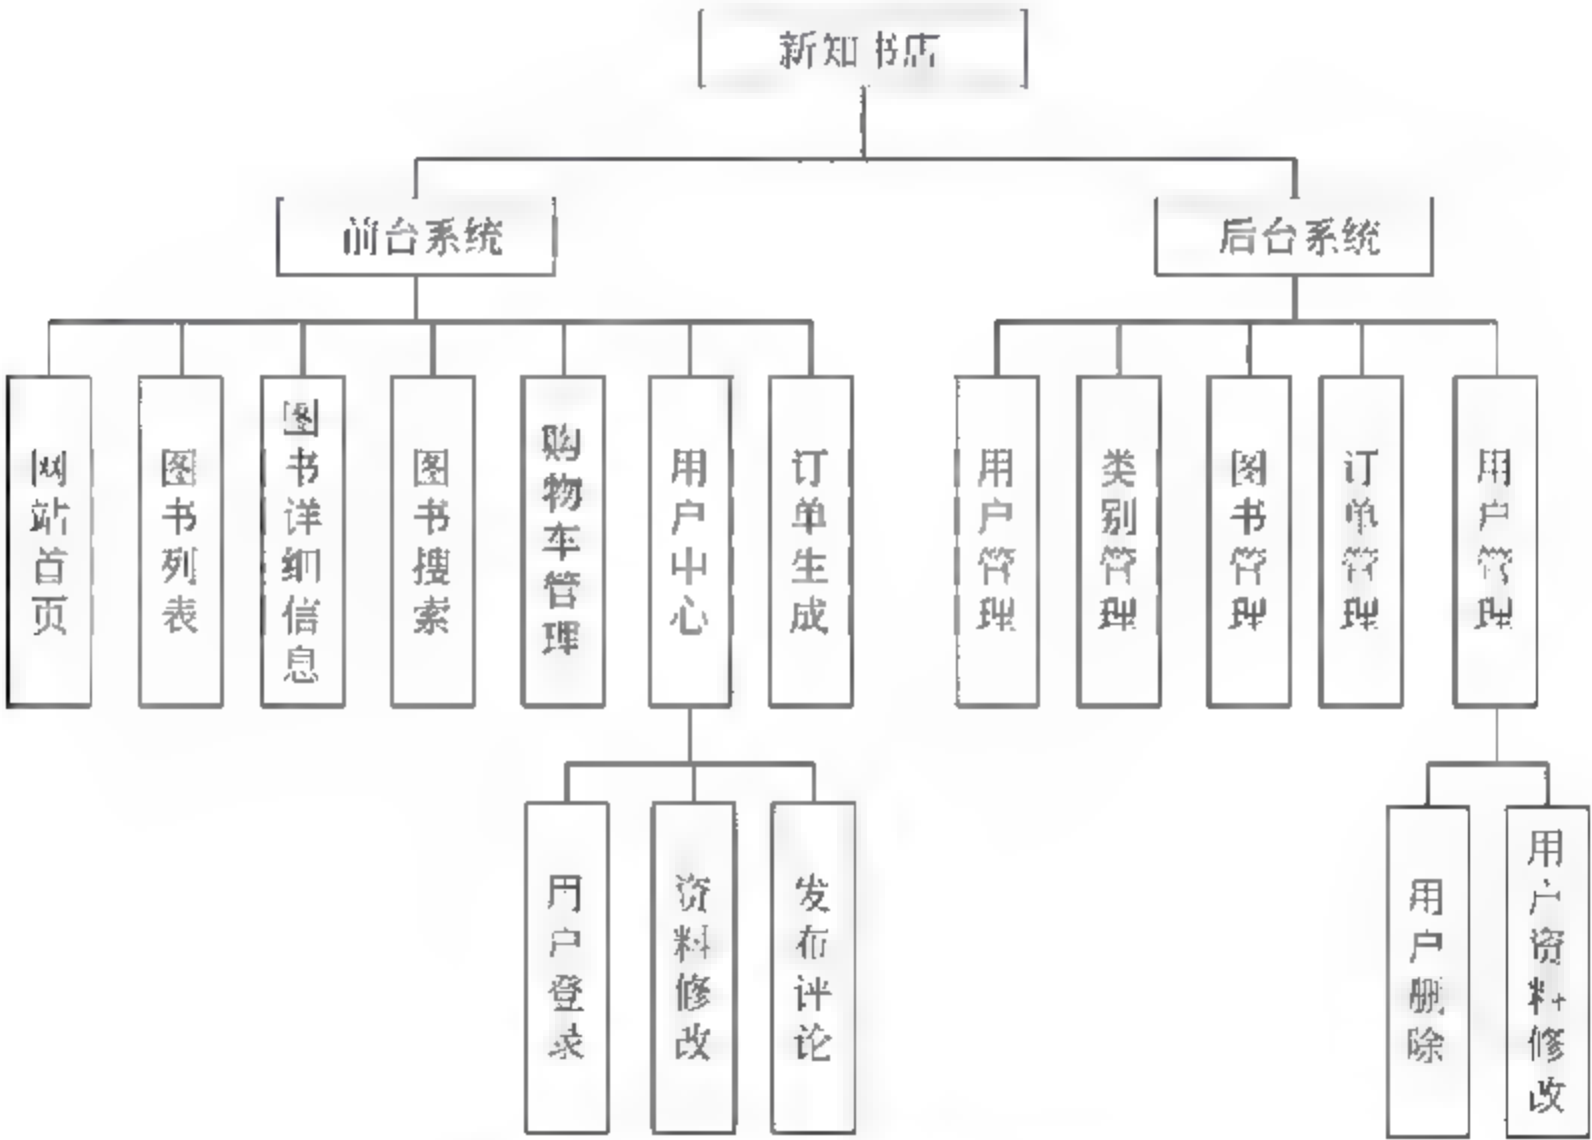 新知书店
前台系统
后台系统
网站首页
图书列表
图书详细信息
图书搜索
购物车管理
用户中心
订单生成
用户管理
类别管理
图书管理
订单管理
用户管理
用户登录
资料修改
发布评论
用户删除
用户资料修改